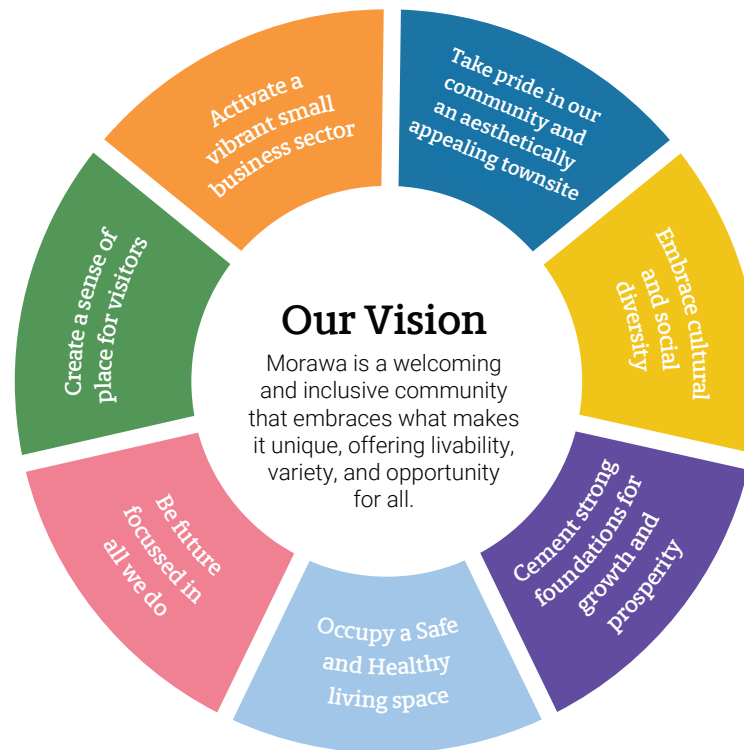 Our Vision
Morawa is a welcoming
and inclusive community
that embraces what makes
it unique, offering livability,
variety, and opportunity
for all.
Take pride in our
community and
an aesthetically
appealing townsite
Embrace cultural
and social
diversity
Cement strong
foundations for
growth and
prosperity
Occupy a Safe
and Healthy
living space
Be future
focussed in
all we do
Create a sense of
place for visitors
Activate a
vibrant small
business sector